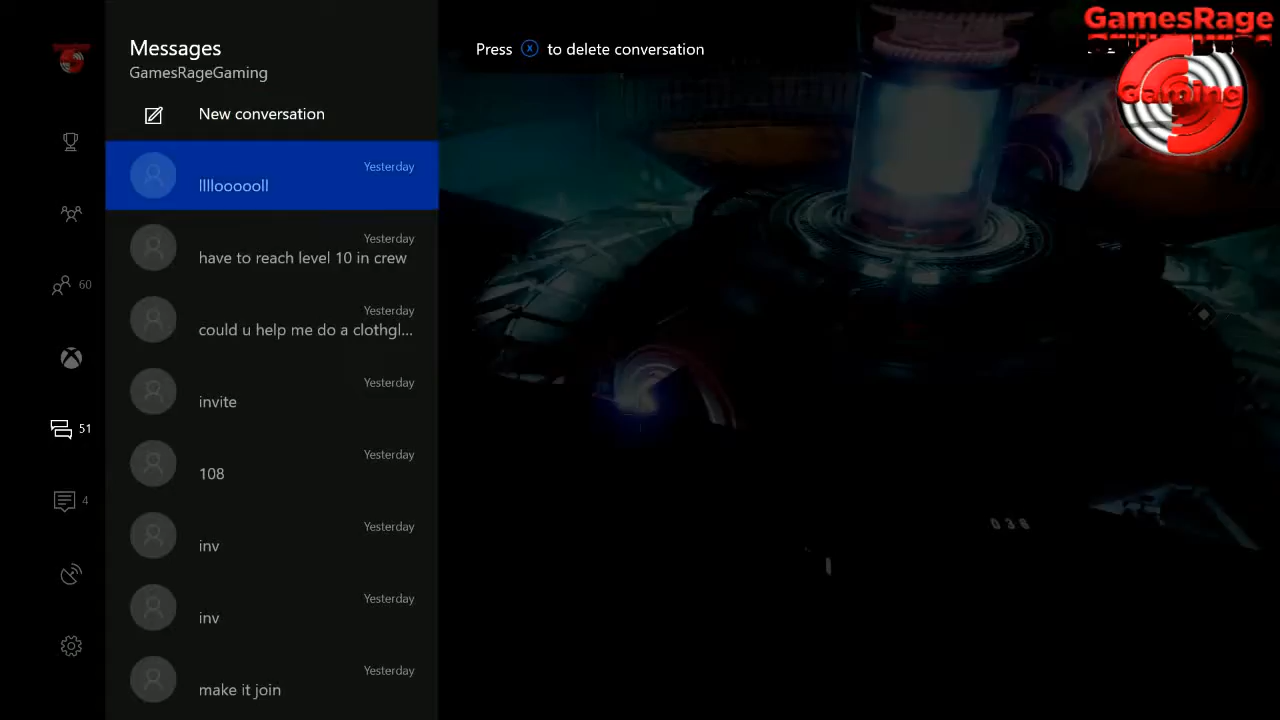 Messages
GamesRageGaming
Press X to delete conversation
GamesRage
Gaming
New conversation
Yesterday
llllooooll
Yesterday
have to reach level 10 in crew
Yesterday
could u help me do a clothgl...
Yesterday
invite
Yesterday
108
Yesterday
inv
Yesterday
inv
Yesterday
make it join
60
51
4
036